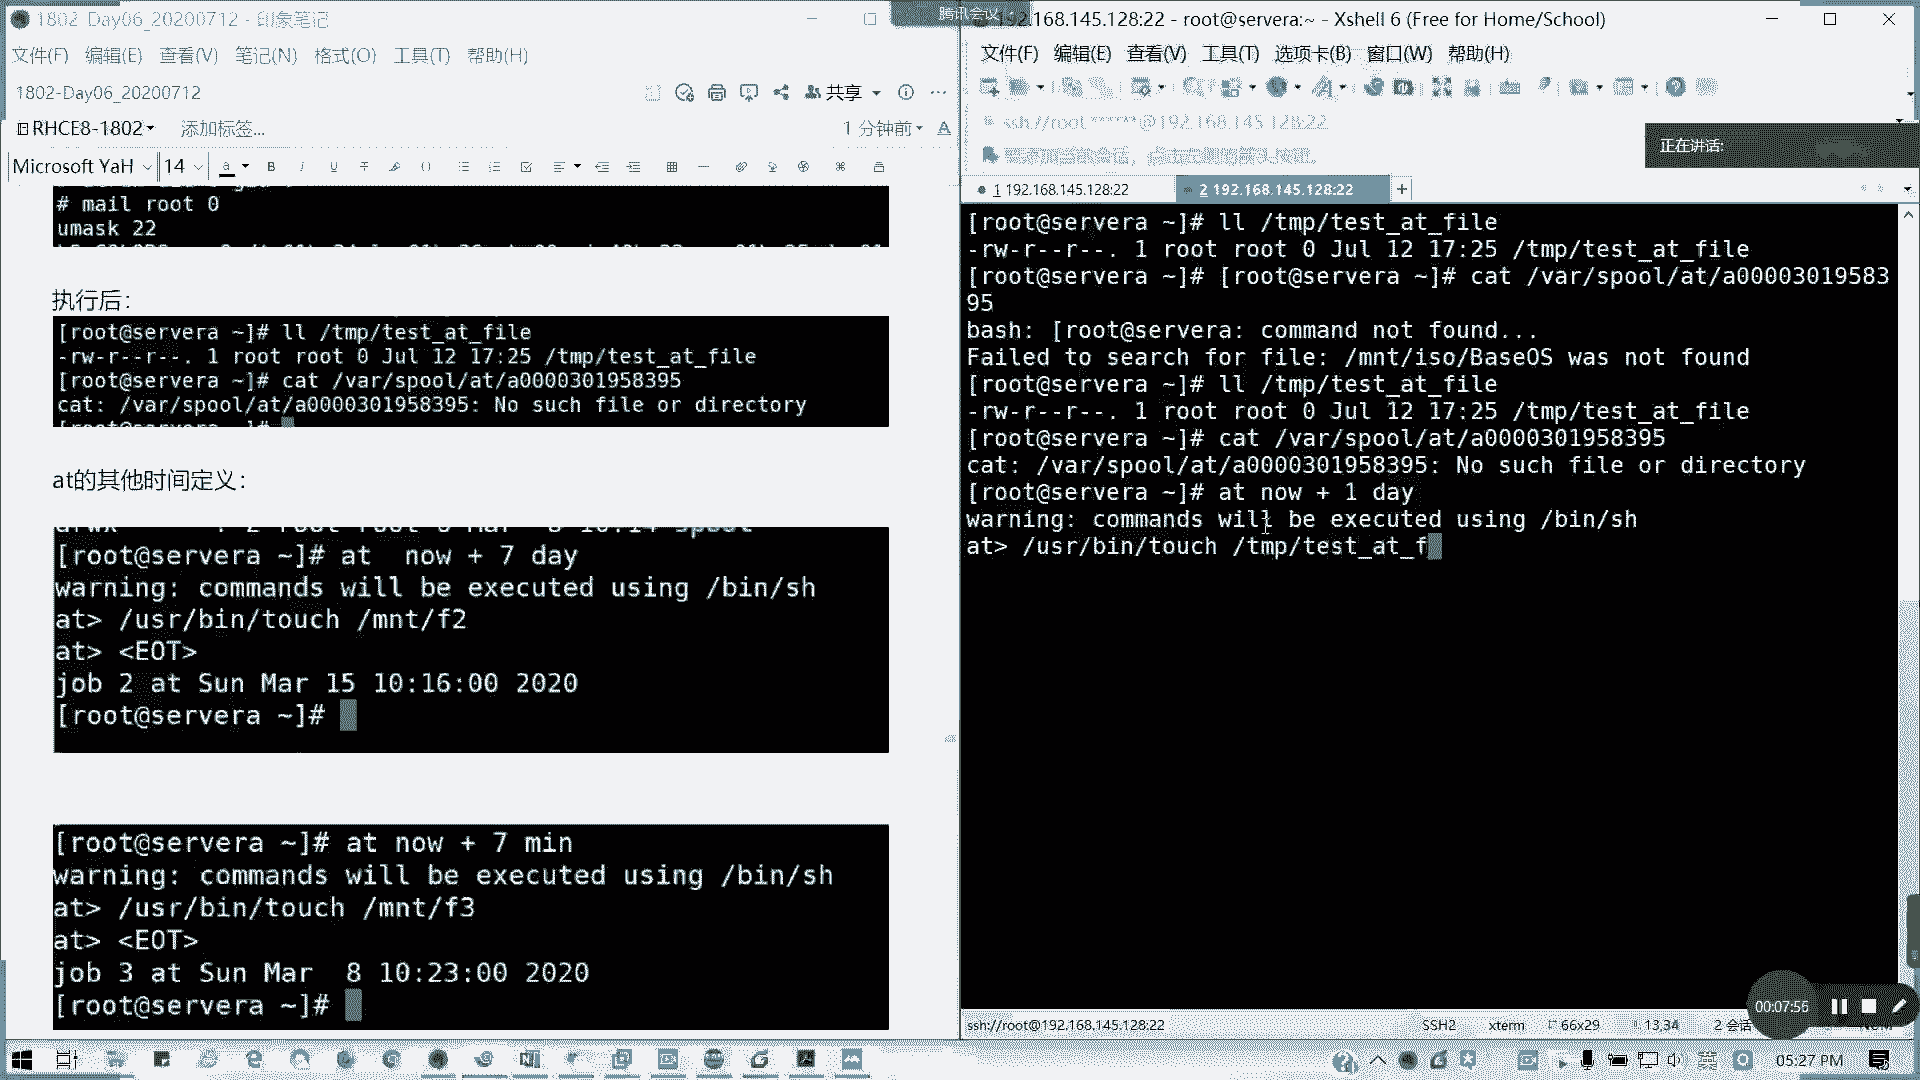 1802-Day06_20200712 - 印象笔记
文件(F) 编辑(E) 查看(V) 笔记(N) 格式(O) 工具(T) 帮助(H)
1802-Day06_20200712
共享
RHCE8-1802 添加标签...
1 分钟前
Microsoft YaH 14
# mail root 0
umask 22
执行后:
[root@servera ~]# ll /tmp/test_at_file
-rw-r--r--. 1 root root 0 Jul 12 17:25 /tmp/test_at_file
[root@servera ~]# cat /var/spool/at/a0000301958395
cat: /var/spool/at/a0000301958395: No such file or directory
at的其他时间定义:
[root@servera ~]# at  now + 7 day
warning: commands will be executed using /bin/sh
at> /usr/bin/touch /mnt/f2
at> <EOT>
job 2 at Sun Mar 15 10:16:00 2020
[root@servera ~]#
[root@servera ~]# at now + 7 min
warning: commands will be executed using /bin/sh
at> /usr/bin/touch /mnt/f3
at> <EOT>
job 3 at Sun Mar  8 10:23:00 2020
[root@servera ~]#
腾讯会议
192.168.145.128:22 - root@servera:~ - Xshell 6 (Free for Home/School)
文件(F) 编辑(E) 查看(V) 工具(T) 选项卡(B) 窗口(W) 帮助(H)
ssh://root:******@192.168.145.128:22
正在讲话:
1 192.168.145.128:22
2 192.168.145.128:22
[root@servera ~]# ll /tmp/test_at_file
-rw-r--r--. 1 root root 0 Jul 12 17:25 /tmp/test_at_file
[root@servera ~]# [root@servera ~]# cat /var/spool/at/a00003019583
95
bash: [root@servera: command not found...
Failed to search for file: /mnt/iso/BaseOS was not found
[root@servera ~]# ll /tmp/test_at_file
-rw-r--r--. 1 root root 0 Jul 12 17:25 /tmp/test_at_file
[root@servera ~]# cat /var/spool/at/a0000301958395
cat: /var/spool/at/a0000301958395: No such file or directory
[root@servera ~]# at now + 1 day
warning: commands will be executed using /bin/sh
at> /usr/bin/touch /tmp/test_at_f
00:07:56
ssh://root@192.168.145.128:22 SSH2 xterm 66x29 13,34 2 会话
英
05:27 PM